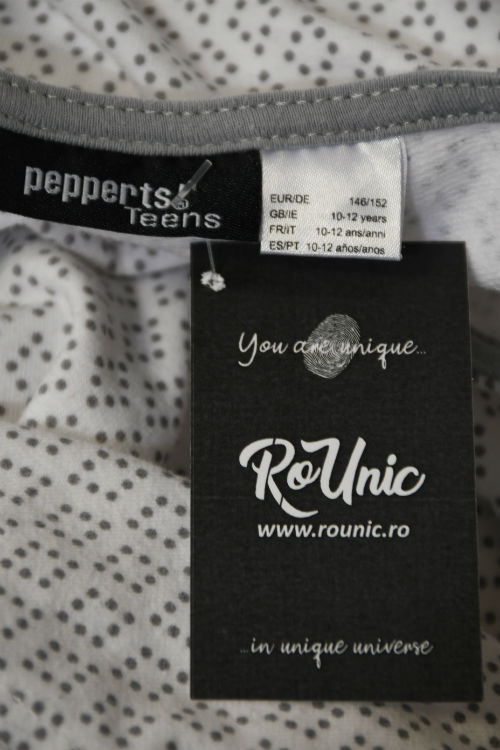 pepperts!
Teens
EUR/DE 146/152
GB/IE 10-12 years
FR/IT 10-12 ans/anni
ES/PT 10-12 años/anos
You are unique...
RoUnic
www.rounic.ro
...in unique universe